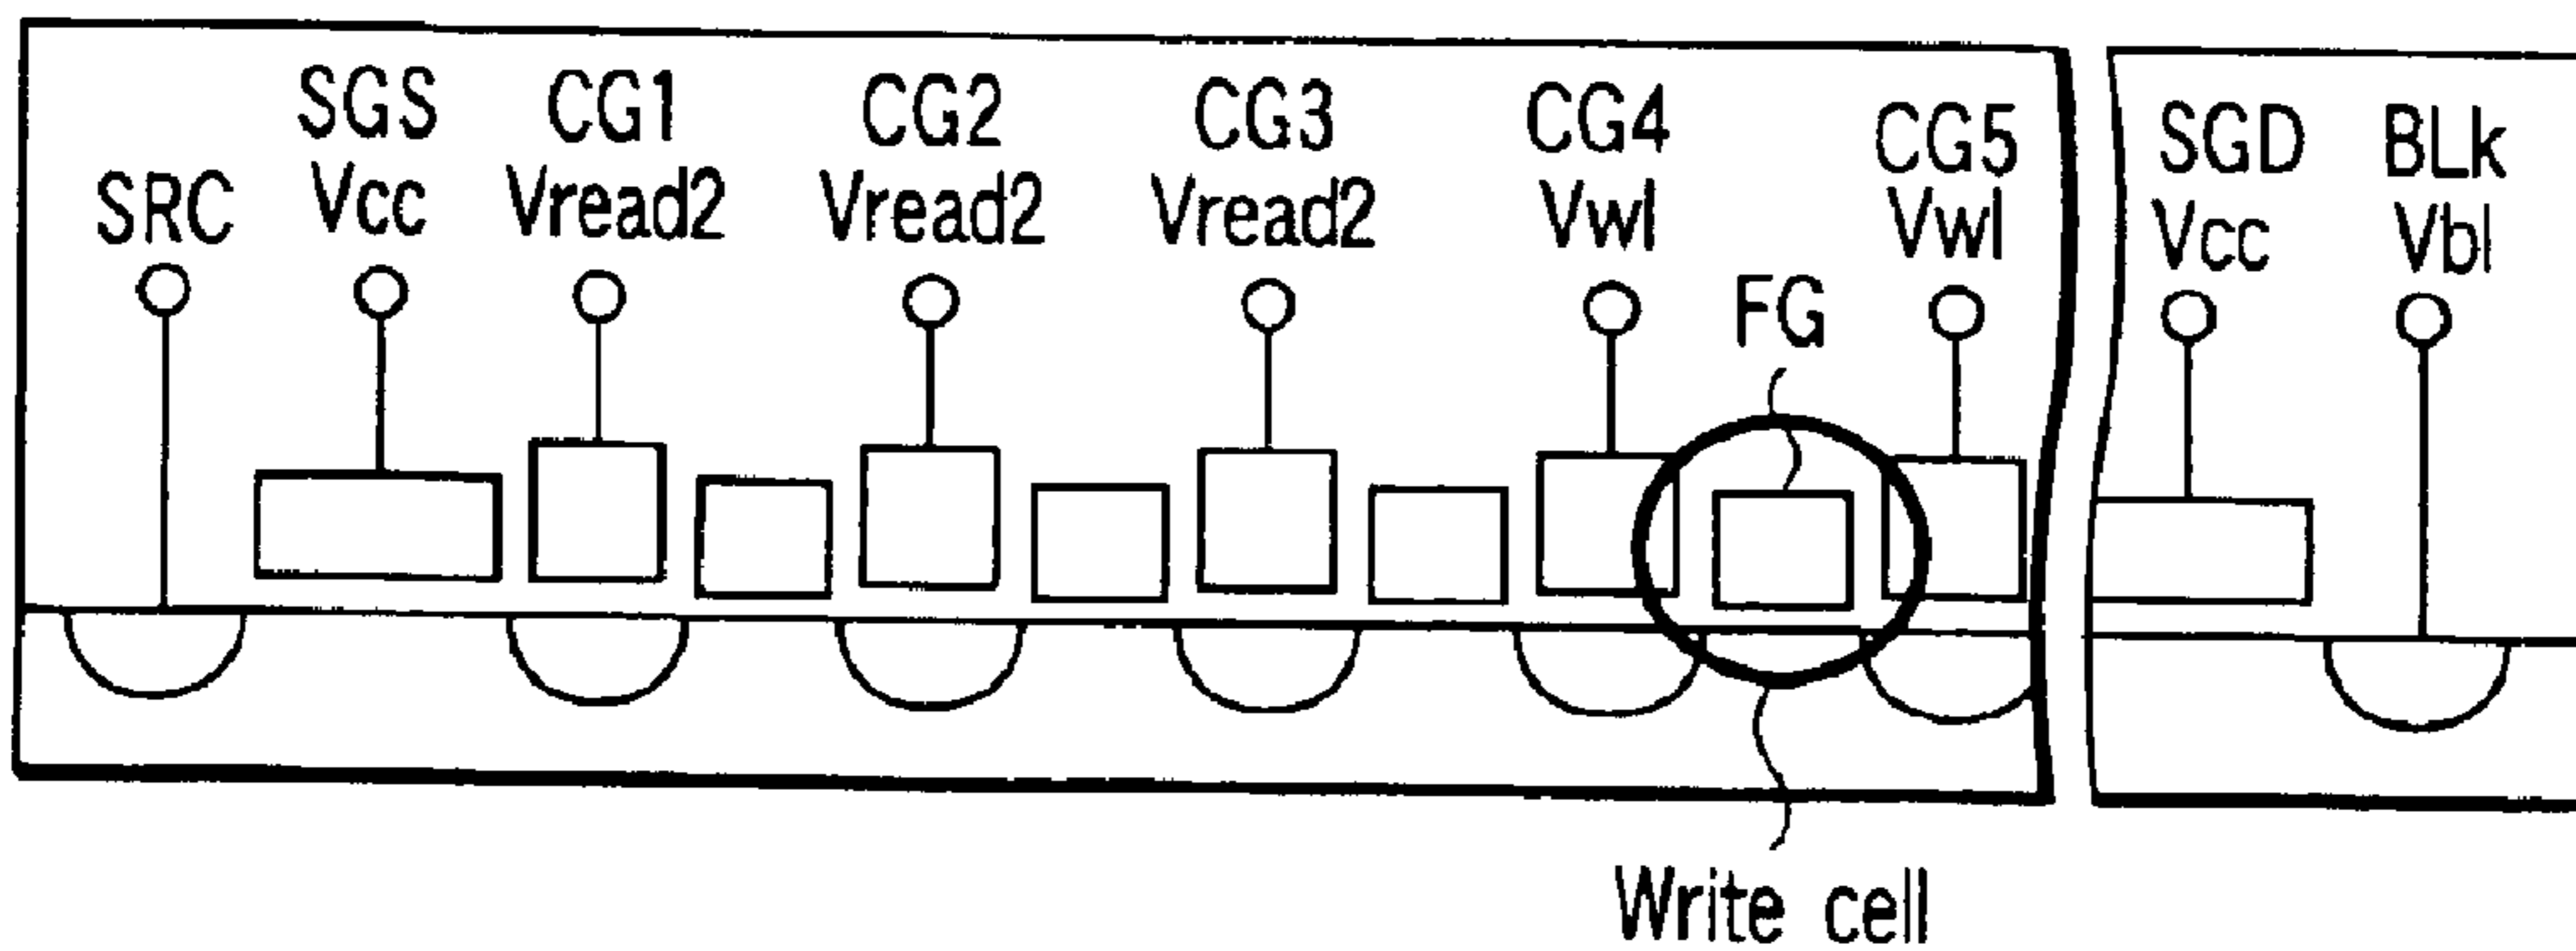 SRC
SGS
Vcc
CG1
Vread2
CG2
Vread2
CG3
Vread2
CG4
Vwl
FG
CG5
Vwl
SGD
Vcc
BLk
Vbl
Write cell